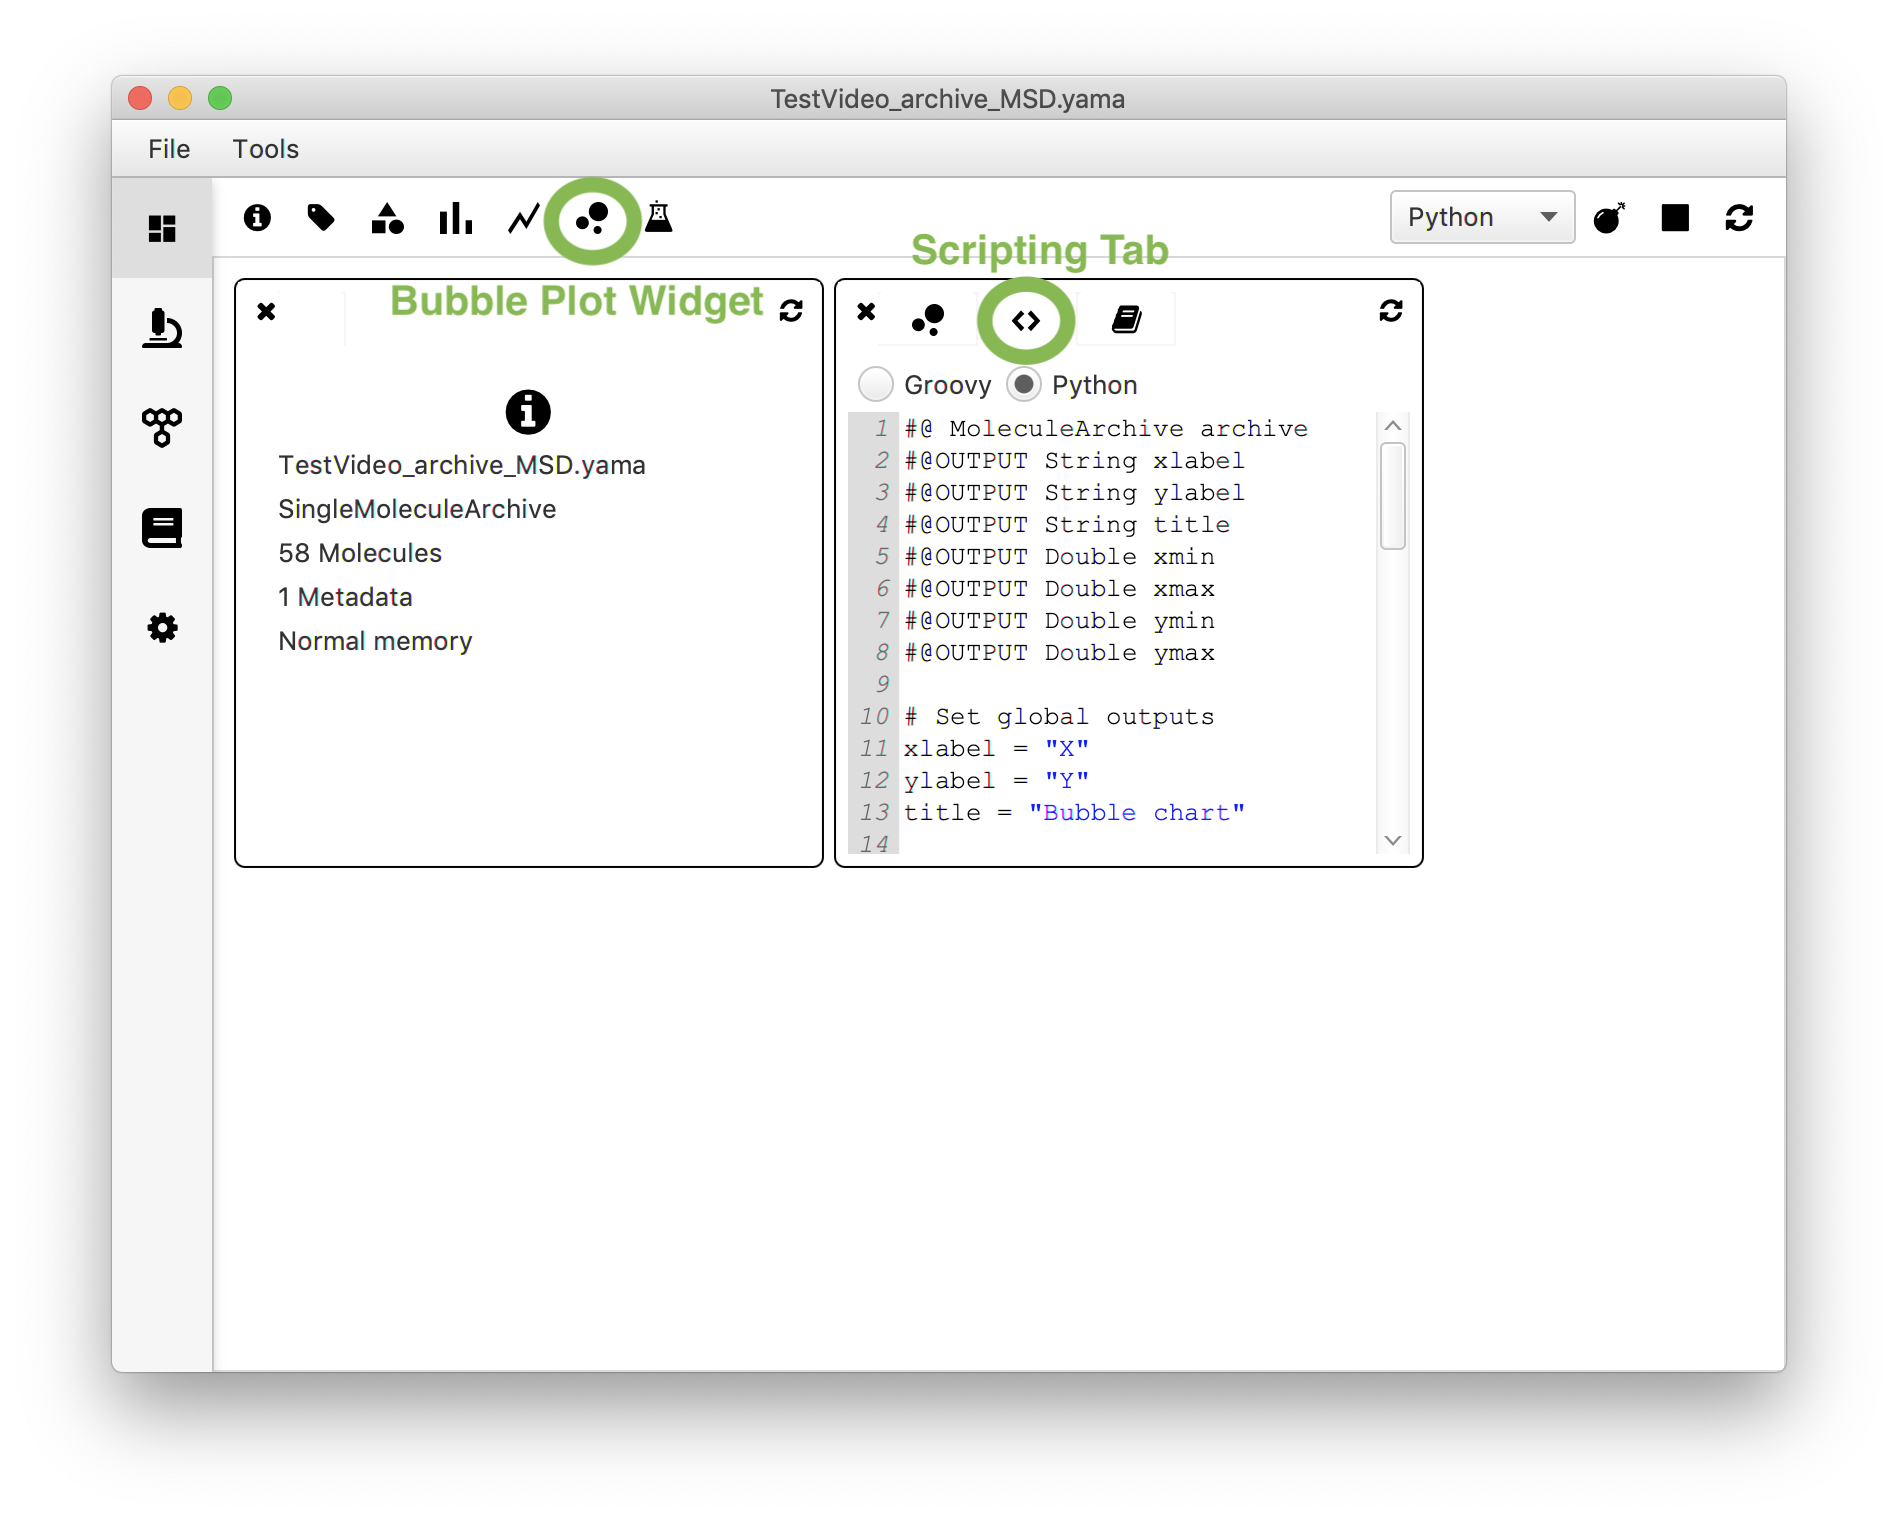 TestVideo_archive_MSD.yama
File Tools
Python
Scripting Tab
Bubble Plot Widget
TestVideo_archive_MSD.yama
SingleMoleculeArchive
58 Molecules
1 Metadata
Normal memory
Groovy Python
1 #@ MoleculeArchive archive
2 #@OUTPUT String xlabel
3 #@OUTPUT String ylabel
4 #@OUTPUT String title
5 #@OUTPUT Double xmin
6 #@OUTPUT Double xmax
7 #@OUTPUT Double ymin
8 #@OUTPUT Double ymax
9
10 # Set global outputs
11 xlabel = "X"
12 ylabel = "Y"
13 title = "Bubble chart"
14